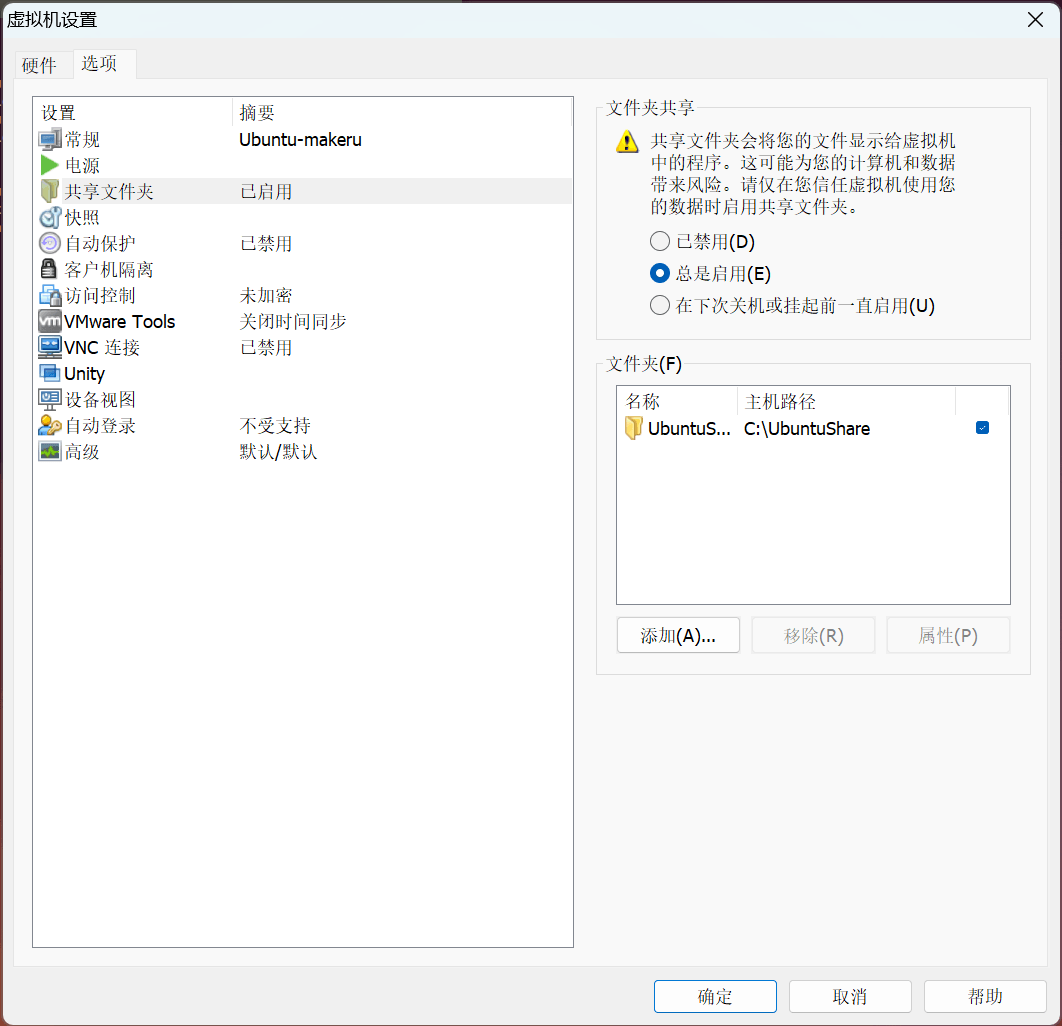 虚拟机设置
硬件 选项
设置 摘要
常规 Ubuntu-makeru
电源
共享文件夹 已启用
快照
自动保护 已禁用
客户机隔离
访问控制 未加密
VMware Tools 关闭时间同步
VNC 连接 已禁用
Unity
设备视图
自动登录 不受支持
高级 默认/默认
文件夹共享
共享文件夹会将您的文件显示给虚拟机
中的程序。这可能为您的计算机和数据
带来风险。请仅在您信任虚拟机使用您
的数据时启用共享文件夹。
已禁用(D)
总是启用(E)
在下次关机或挂起前一直启用(U)
文件夹(F)
名称 主机路径
UbuntuS... C:\UbuntuShare
添加(A)... 移除(R) 属性(P)
确定 取消 帮助